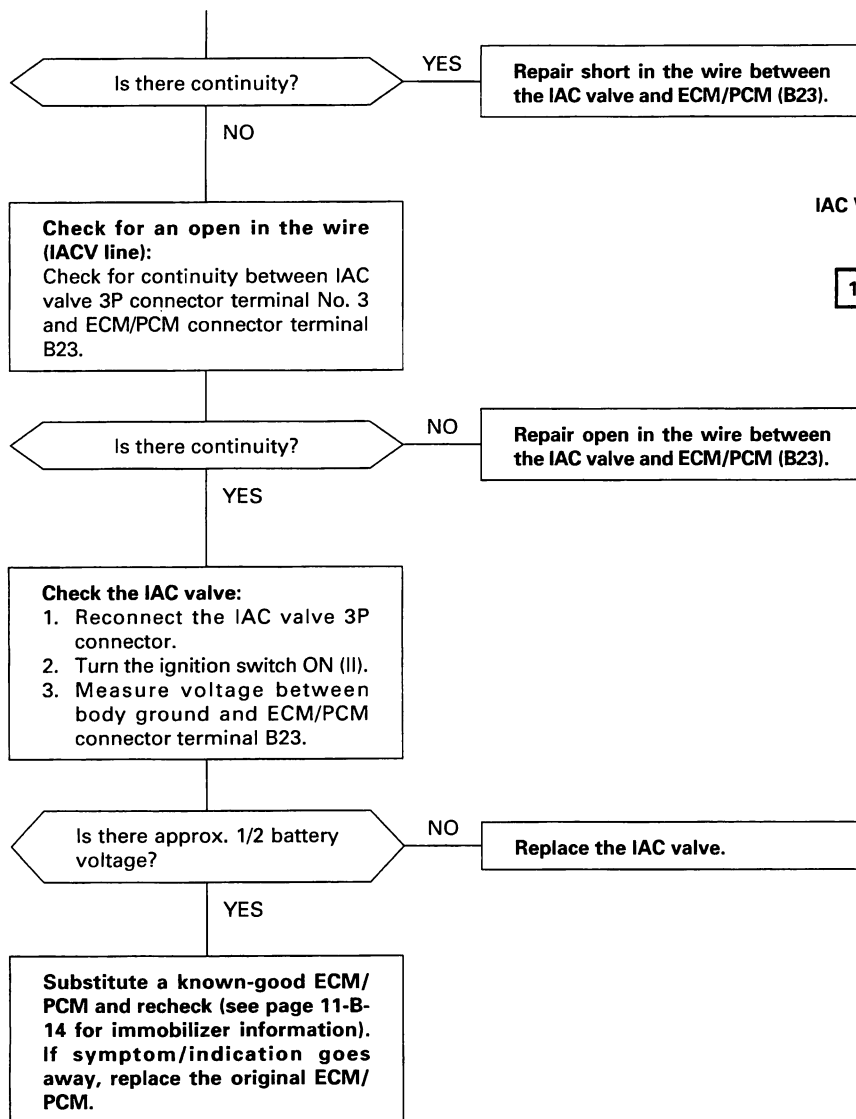 Is there continuity?
YES
Repair short in the wire between
the IAC valve and ECM/PCM (B23).
NO
Check for an open in the wire
(IACV line):
Check for continuity between IAC
valve 3P connector terminal No. 3
and ECM/PCM connector terminal
B23.
IAC
1
Is there continuity?
NO
Repair open in the wire between
the IAC valve and ECM/PCM (B23).
YES
Check the IAC valve:
1. Reconnect the IAC valve 3P
connector.
2. Turn the ignition switch ON (II).
3. Measure voltage between
body ground and ECM/PCM
connector terminal B23.
Is there approx. 1/2 battery
voltage?
NO
Replace the IAC valve.
YES
Substitute a known-good ECM/
PCM and recheck (see page 11-B-
14 for immobilizer information).
If symptom/indication goes
away, replace the original ECM/
PCM.